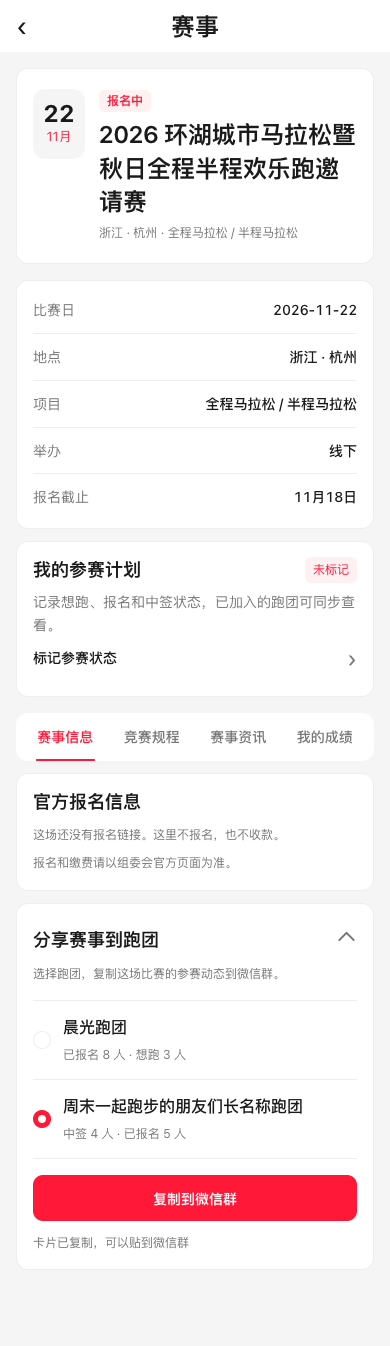 赛事
22
11月
报名中
2026 环湖城市马拉松暨
秋日全程半程欢乐跑邀
请赛
浙江 · 杭州 · 全程马拉松 / 半程马拉松
比赛日
2026-11-22
地点
浙江 · 杭州
项目
全程马拉松 / 半程马拉松
举办
线下
报名截止
11月18日
我的参赛计划
未标记
记录想跑、报名和中签状态，已加入的跑团可同步查
看。
标记参赛状态
赛事信息
竞赛规程
赛事资讯
我的成绩
官方报名信息
这场还没有报名链接。这里不报名，也不收款。
报名和缴费请以组委会官方页面为准。
分享赛事到跑团
选择跑团，复制这场比赛的参赛动态到微信群。
晨光跑团
已报名 8 人 · 想跑 3 人
周末一起跑步的朋友们长名称跑团
中签 4 人 · 已报名 5 人
复制到微信群
卡片已复制，可以贴到微信群